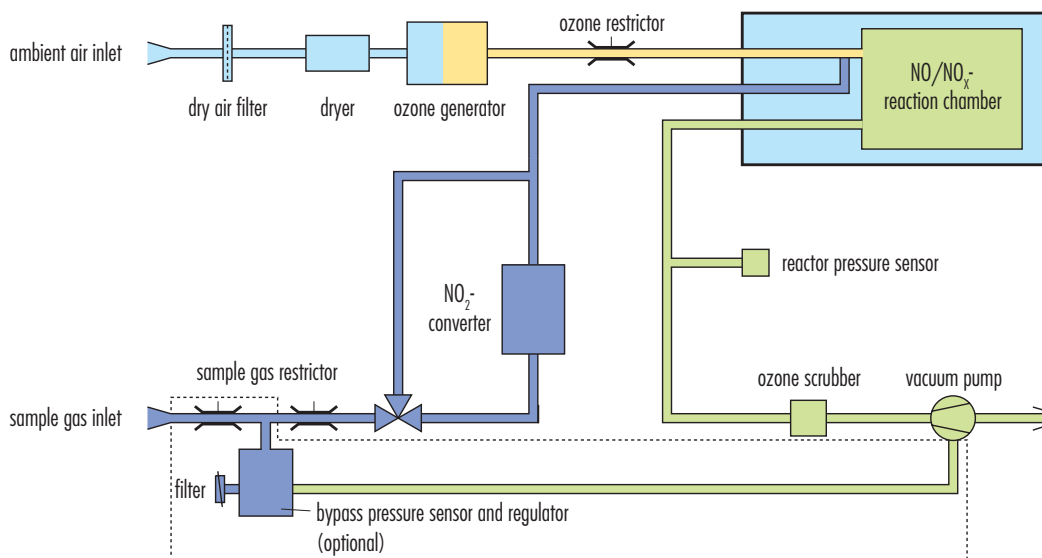 ozone restrictor
ambient air inlet
dry air filter
dryer
ozone generator
NO/NOₓ-
reaction chamber
reactor pressure sensor
NO₂-
converter
sample gas restrictor
ozone scrubber
vacuum pump
sample gas inlet
filter
bypass pressure sensor and regulator
(optional)